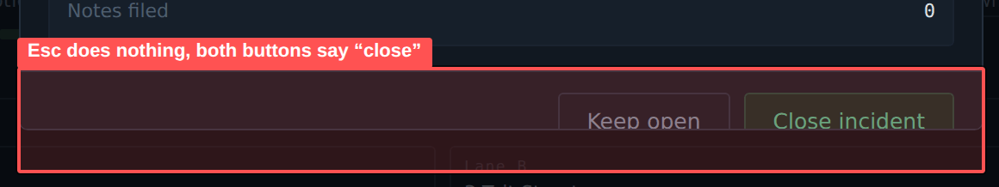 Notes filed
0
Esc does nothing, both buttons say “close”
Keep open
Close incident
Lane B